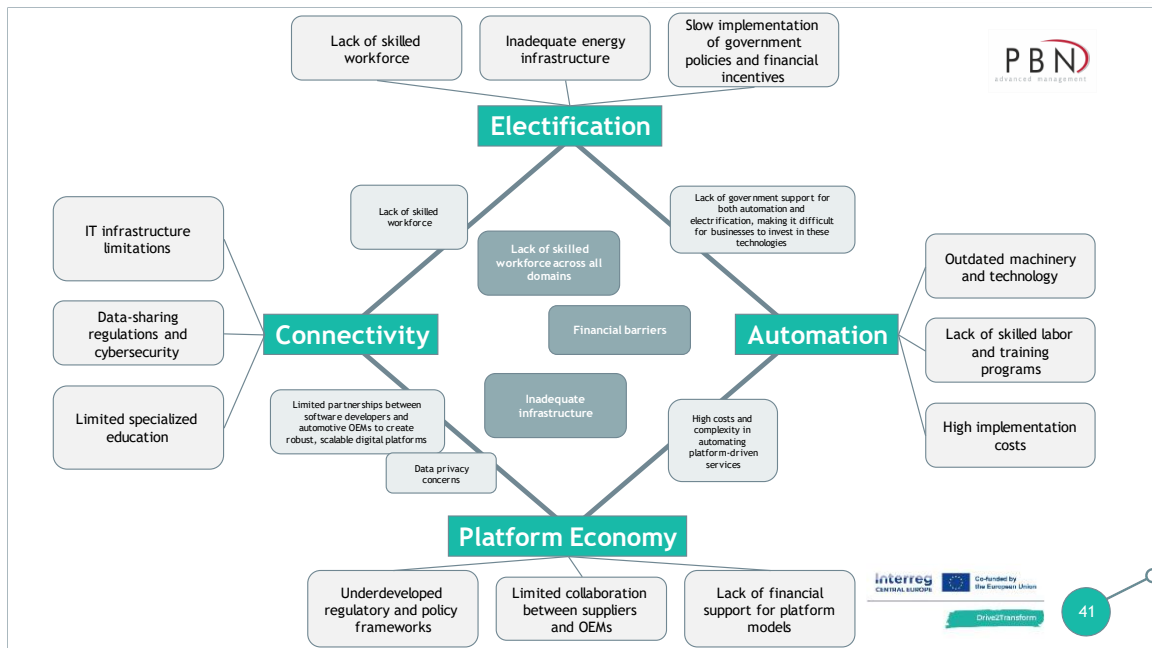 Lack of skilled
workforce
Inadequate energy
infrastructure
Slow implementation
of government
policies and financial
incentives
PBN
advanced management
Electification
Lack of skilled
workforce
Lack of government support for
both automation and
electrification, making it difficult
for businesses to invest in these
technologies
IT infrastructure
limitations
Data-sharing
regulations and
cybersecurity
Limited specialized
education
Lack of skilled
workforce across all
domains
Financial barriers
Inadequate
infrastructure
Connectivity
Automation
Outdated machinery
and technology
Lack of skilled labor
and training
programs
High implementation
costs
Limited partnerships between
software developers and
automotive OEMs to create
robust, scalable digital platforms
Data privacy
concerns
High costs and
complexity in
automating
platform-driven
services
Platform Economy
Underdeveloped
regulatory and policy
frameworks
Limited collaboration
between suppliers
and OEMs
Lack of financial
support for platform
models
Interreg
CENTRAL EUROPE
Co-funded by
the European Union
Drive2Transform
41